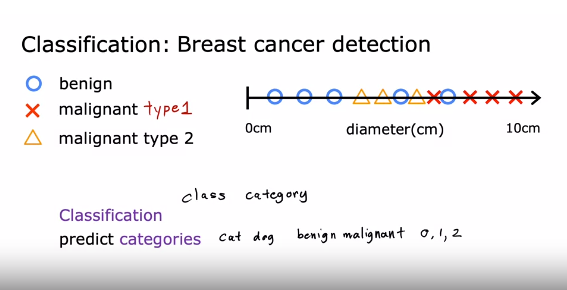 Classification: Breast cancer detection
benign
malignant type1
malignant type 2
0cm diameter(cm) 10cm
class category
Classification
predict categories cat dog benign malignant 0, 1, 2